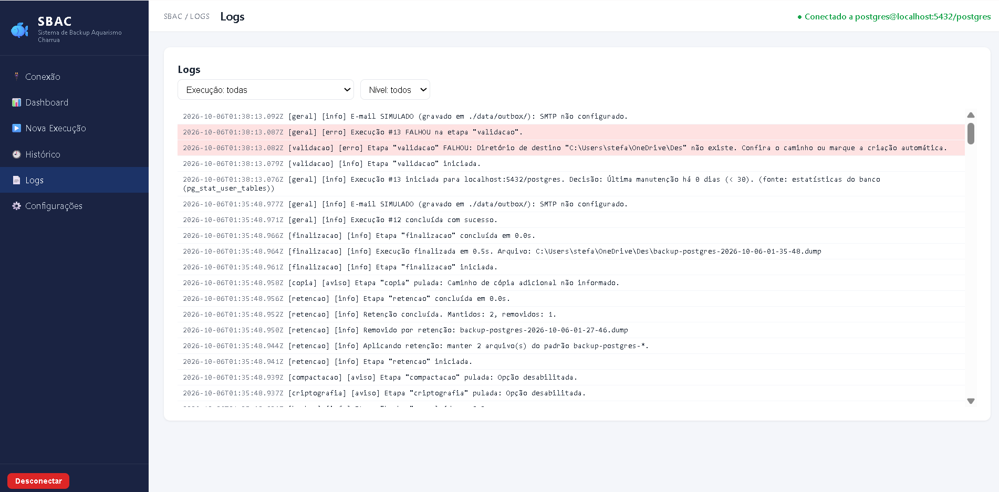 SBAC
Sistema de Backup Aquarismo
Charrua
Conexão
Dashboard
Nova Execução
Histórico
Logs
Configurações
Desconectar
SBAC / LOGS
Logs
● Conectado a postgres@localhost:5432/postgres
Logs
Execução: todas
Nível: todos
2026-10-06T01:38:13.092Z [geral] [info] E-mail SIMULADO (gravado em ./data/outbox/): SMTP não configurado.
2026-10-06T01:38:13.087Z [geral] [erro] Execução #13 FALHOU na etapa "validacao".
2026-10-06T01:38:13.082Z [validacao] [erro] Etapa "validacao" FALHOU: Diretório de destino "C:\Users\stefa\OneDrive\Des" não existe. Confira o caminho ou marque a criação automática.
2026-10-06T01:38:13.079Z [validacao] [info] Etapa "validacao" iniciada.
2026-10-06T01:38:13.076Z [geral] [info] Execução #13 iniciada para localhost:5432/postgres. Decisão: Última manutenção há 0 dias (< 30). (fonte: estatísticas do banco
(pg_stat_user_tables))
2026-10-06T01:35:48.977Z [geral] [info] E-mail SIMULADO (gravado em ./data/outbox/): SMTP não configurado.
2026-10-06T01:35:48.971Z [geral] [info] Execução #12 concluída com sucesso.
2026-10-06T01:35:48.966Z [finalizacao] [info] Etapa "finalizacao" concluída em 0.0s.
2026-10-06T01:35:48.964Z [finalizacao] [info] Execução finalizada em 0.5s. Arquivo: C:\Users\stefa\OneDrive\Des\backup-postgres-2026-10-06-01-35-48.dump
2026-10-06T01:35:48.961Z [finalizacao] [info] Etapa "finalizacao" iniciada.
2026-10-06T01:35:48.958Z [copia] [aviso] Etapa "copia" pulada: Caminho de cópia adicional não informado.
2026-10-06T01:35:48.956Z [retencao] [info] Etapa "retencao" concluída em 0.0s.
2026-10-06T01:35:48.952Z [retencao] [info] Retenção concluída. Mantidos: 2, removidos: 1.
2026-10-06T01:35:48.950Z [retencao] [info] Removido por retenção: backup-postgres-2026-10-06-01-27-46.dump
2026-10-06T01:35:48.944Z [retencao] [info] Aplicando retenção: manter 2 arquivo(s) do padrão backup-postgres-*.
2026-10-06T01:35:48.941Z [retencao] [info] Etapa "retencao" iniciada.
2026-10-06T01:35:48.939Z [compactacao] [aviso] Etapa "compactacao" pulada: Opção desabilitada.
2026-10-06T01:35:48.937Z [criptografia] [aviso] Etapa "criptografia" pulada: Opção desabilitada.